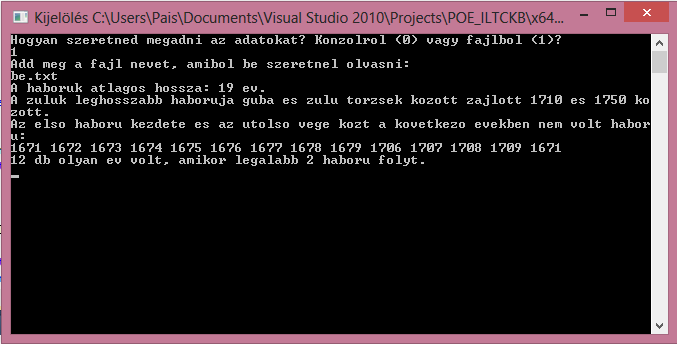 Kijelölés C:\Users\Pais\Documents\Visual Studio 2010\Projects\POE_ILTCKB\x64...
Hogyan szeretned megadni az adatokat? Konzolrol (0) vagy fajlbol (1)?
1
Add meg a fajl nevet, amibol be szeretnel olvasni:
be.txt
A haboruk atlagos hossza: 19 ev.
A zuluk leghosszabb haboruja guba es zulu torzsek kozott zajlott 1710 es 1750 ko
zott.
Az elso haboru kezdete es az utolso vege kozt a kovetkezo evekben nem volt habor
u:
1671 1672 1673 1674 1675 1676 1677 1678 1679 1706 1707 1708 1709 1671
12 db olyan ev volt, amikor legalabb 2 haboru folyt.